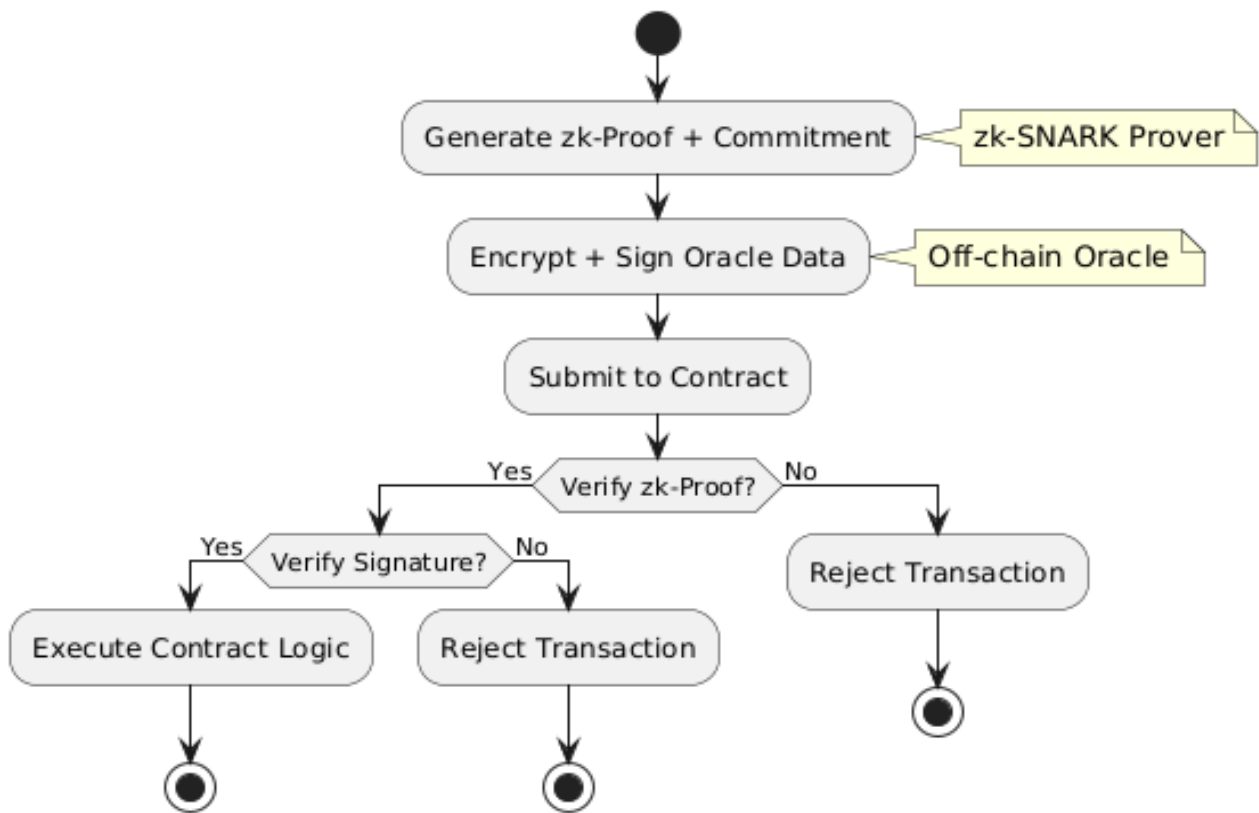 Generate zk-Proof + Commitment
zk-SNARK Prover
Encrypt + Sign Oracle Data
Off-chain Oracle
Submit to Contract
Yes
Verify zk-Proof?
No
Yes
Verify Signature?
No
Reject Transaction
Execute Contract Logic
Reject Transaction